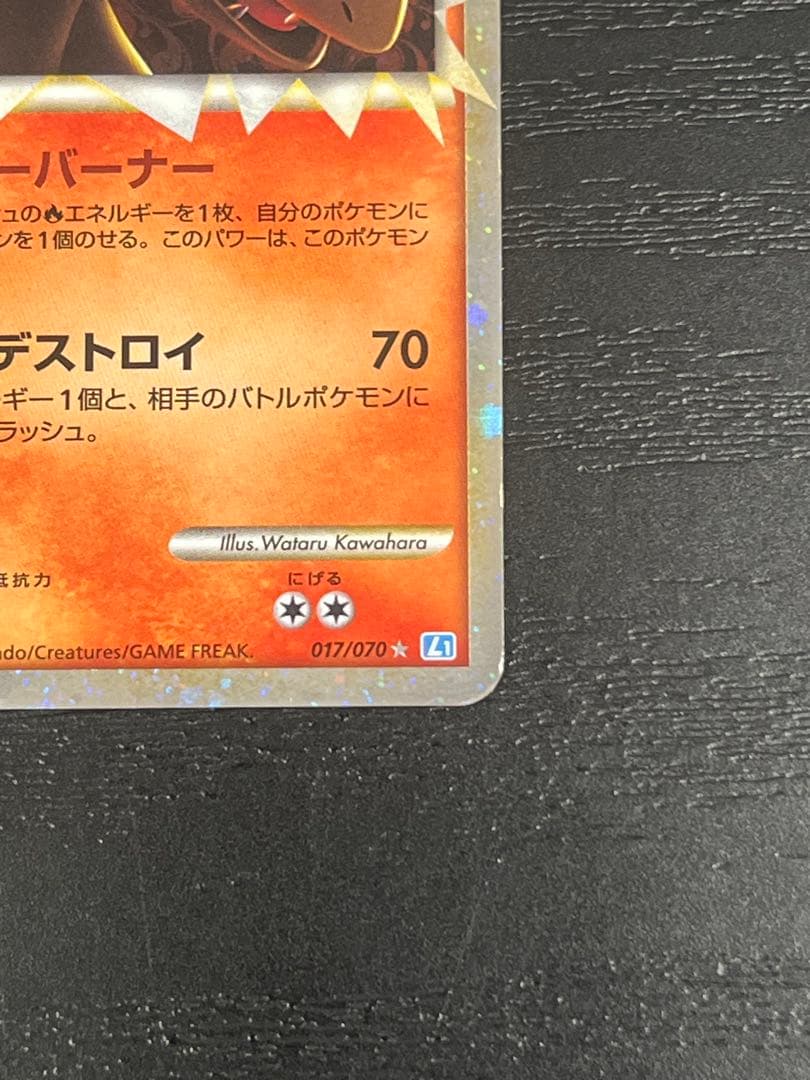 ーバーナー
ュの🔥エネルギーを1枚、自分のポケモンに
ンを1個のせる。このパワーは、このポケモン
デストロイ 70
ギー1個と、相手のバトルポケモンに
ラッシュ。
Illus. Wataru Kawahara
抵抗力 にげる
ndo/Creatures/GAME FREAK. 017/070 ★ L1